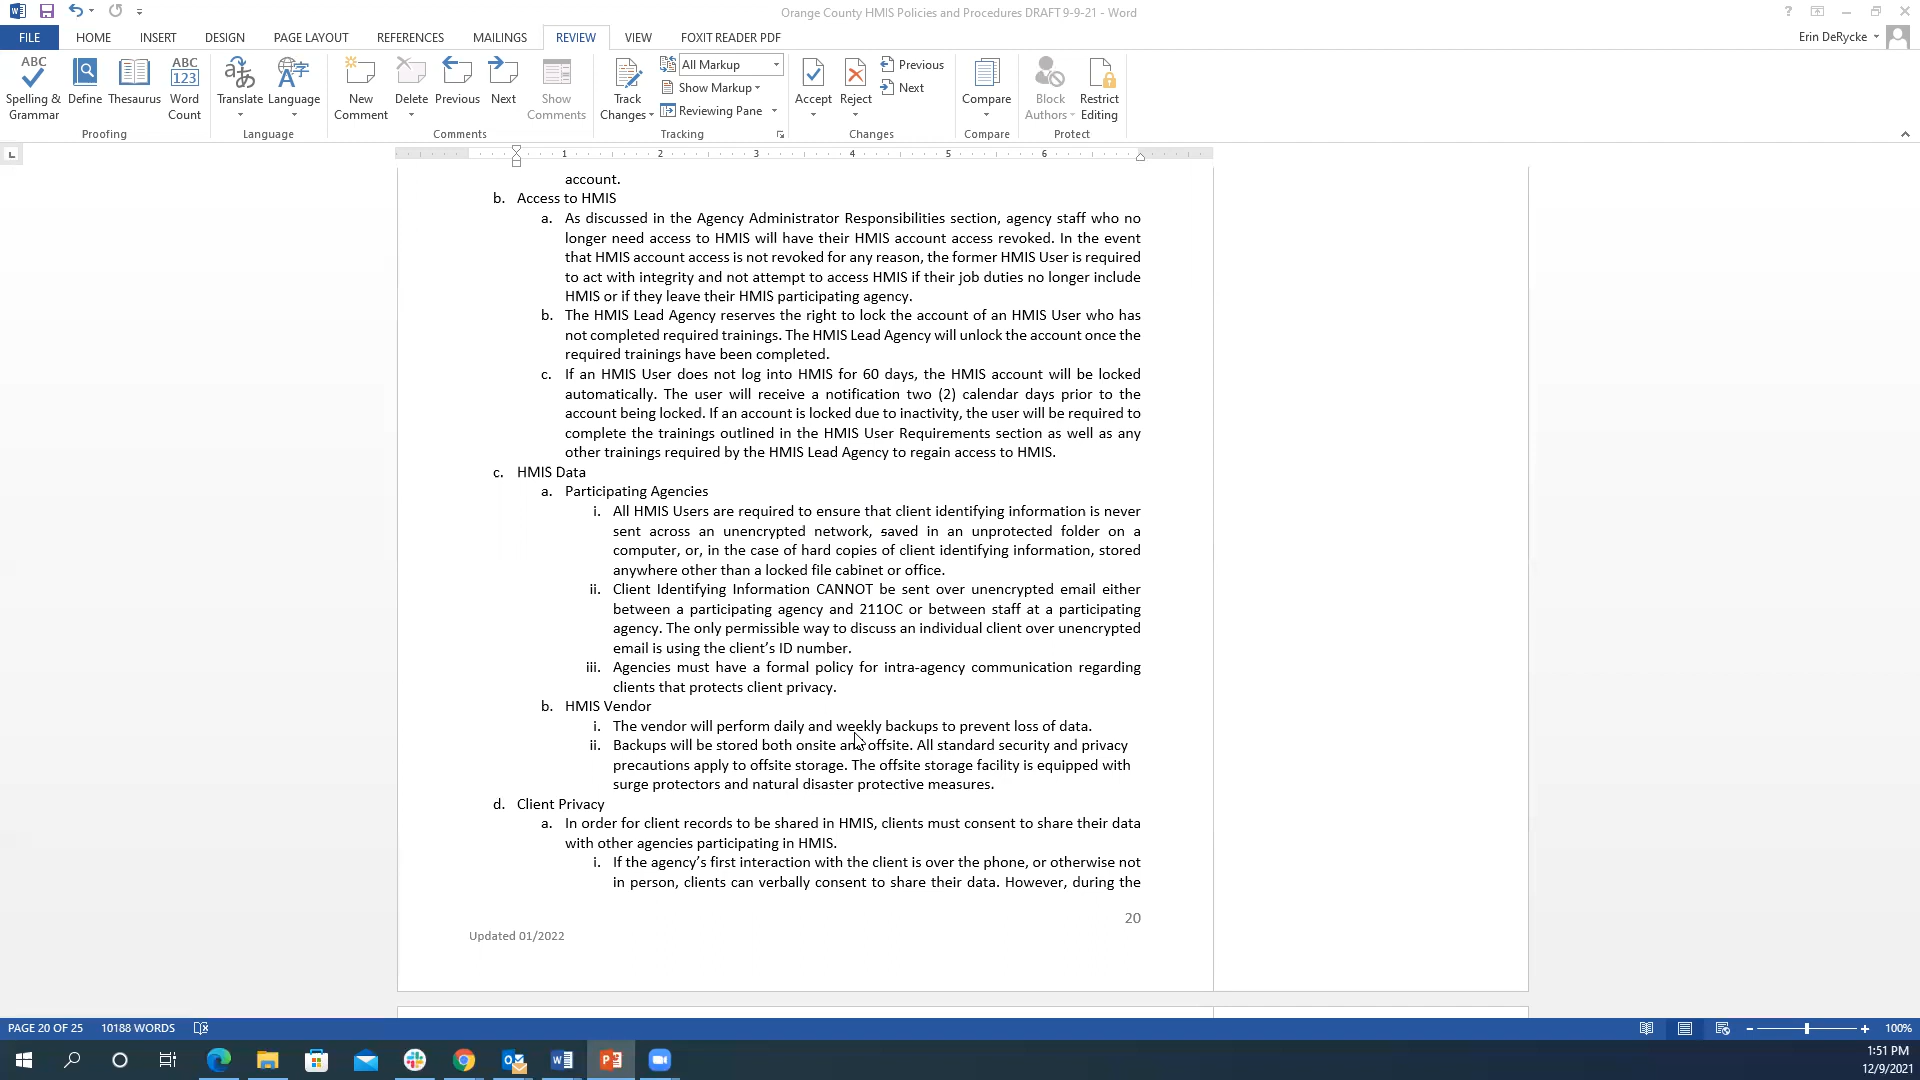 Orange County HMIS Policies and Procedures DRAFT 9-9-21 - Word
FILE HOME INSERT DESIGN PAGE LAYOUT REFERENCES MAILINGS REVIEW VIEW FOXIT READER PDF Erin DeRycke
Spelling & Grammar
Define
Thesaurus
Word Count
Proofing
Translate
Language
Language
New Comment
Delete
Previous
Next
Show Comments
Comments
Track Changes
All Markup
Show Markup
Reviewing Pane
Tracking
Accept
Reject
Previous
Next
Changes
Compare
Compare
Block Authors
Restrict Editing
Protect
1 2 3 4 5 6
account.
b. Access to HMIS
a. As discussed in the Agency Administrator Responsibilities section, agency staff who no
longer need access to HMIS will have their HMIS account access revoked. In the event
that HMIS account access is not revoked for any reason, the former HMIS User is required
to act with integrity and not attempt to access HMIS if their job duties no longer include
HMIS or if they leave their HMIS participating agency.
b. The HMIS Lead Agency reserves the right to lock the account of an HMIS User who has
not completed required trainings. The HMIS Lead Agency will unlock the account once the
required trainings have been completed.
c. If an HMIS User does not log into HMIS for 60 days, the HMIS account will be locked
automatically. The user will receive a notification two (2) calendar days prior to the
account being locked. If an account is locked due to inactivity, the user will be required to
complete the trainings outlined in the HMIS User Requirements section as well as any
other trainings required by the HMIS Lead Agency to regain access to HMIS.
c. HMIS Data
a. Participating Agencies
i. All HMIS Users are required to ensure that client identifying information is never
sent across an unencrypted network, saved in an unprotected folder on a
computer, or, in the case of hard copies of client identifying information, stored
anywhere other than a locked file cabinet or office.
ii. Client Identifying Information CANNOT be sent over unencrypted email either
between a participating agency and 211OC or between staff at a participating
agency. The only permissible way to discuss an individual client over unencrypted
email is using the client's ID number.
iii. Agencies must have a formal policy for intra-agency communication regarding
clients that protects client privacy.
b. HMIS Vendor
i. The vendor will perform daily and weekly backups to prevent loss of data.
ii. Backups will be stored both onsite and offsite. All standard security and privacy
precautions apply to offsite storage. The offsite storage facility is equipped with
surge protectors and natural disaster protective measures.
d. Client Privacy
a. In order for client records to be shared in HMIS, clients must consent to share their data
with other agencies participating in HMIS.
i. If the agency's first interaction with the client is over the phone, or otherwise not
in person, clients can verbally consent to share their data. However, during the
20
Updated 01/2022
PAGE 20 OF 25 10188 WORDS 100%
1:51 PM
12/9/2021